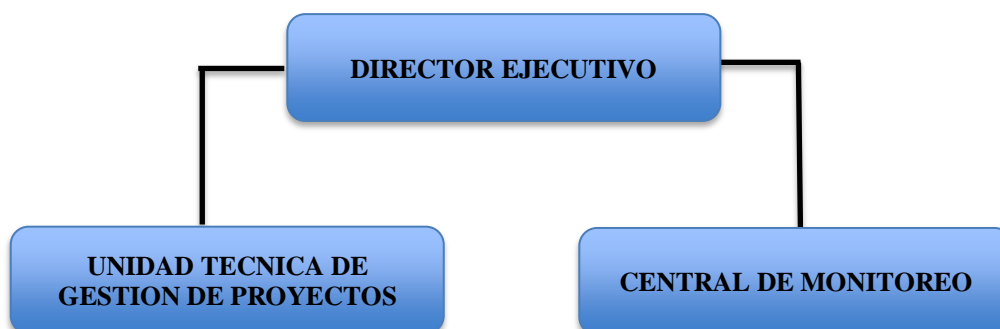 DIRECTOR EJECUTIVO
UNIDAD TECNICA DE
GESTION DE PROYECTOS
CENTRAL DE MONITOREO